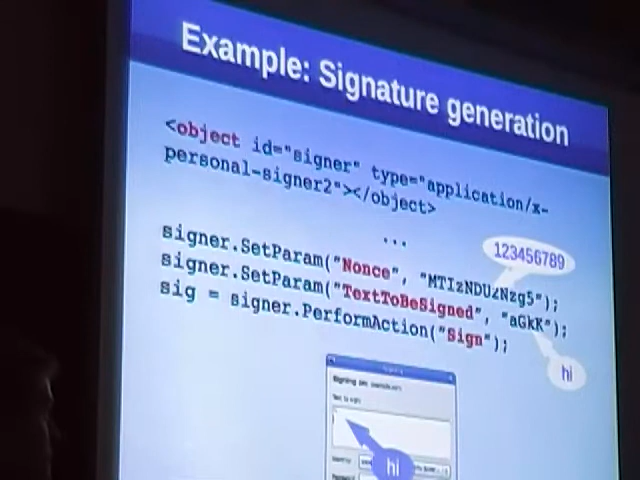 Example: Signature generation
<object id="signer" type="application/x-
personal-signer2"></object>
...
123456789
signer.SetParam("Nonce", "MTIzNDU2Nzg5");
signer.SetParam("TextToBeSigned", "aGkK");
sig = signer.PerformAction("Sign");
hi
hi